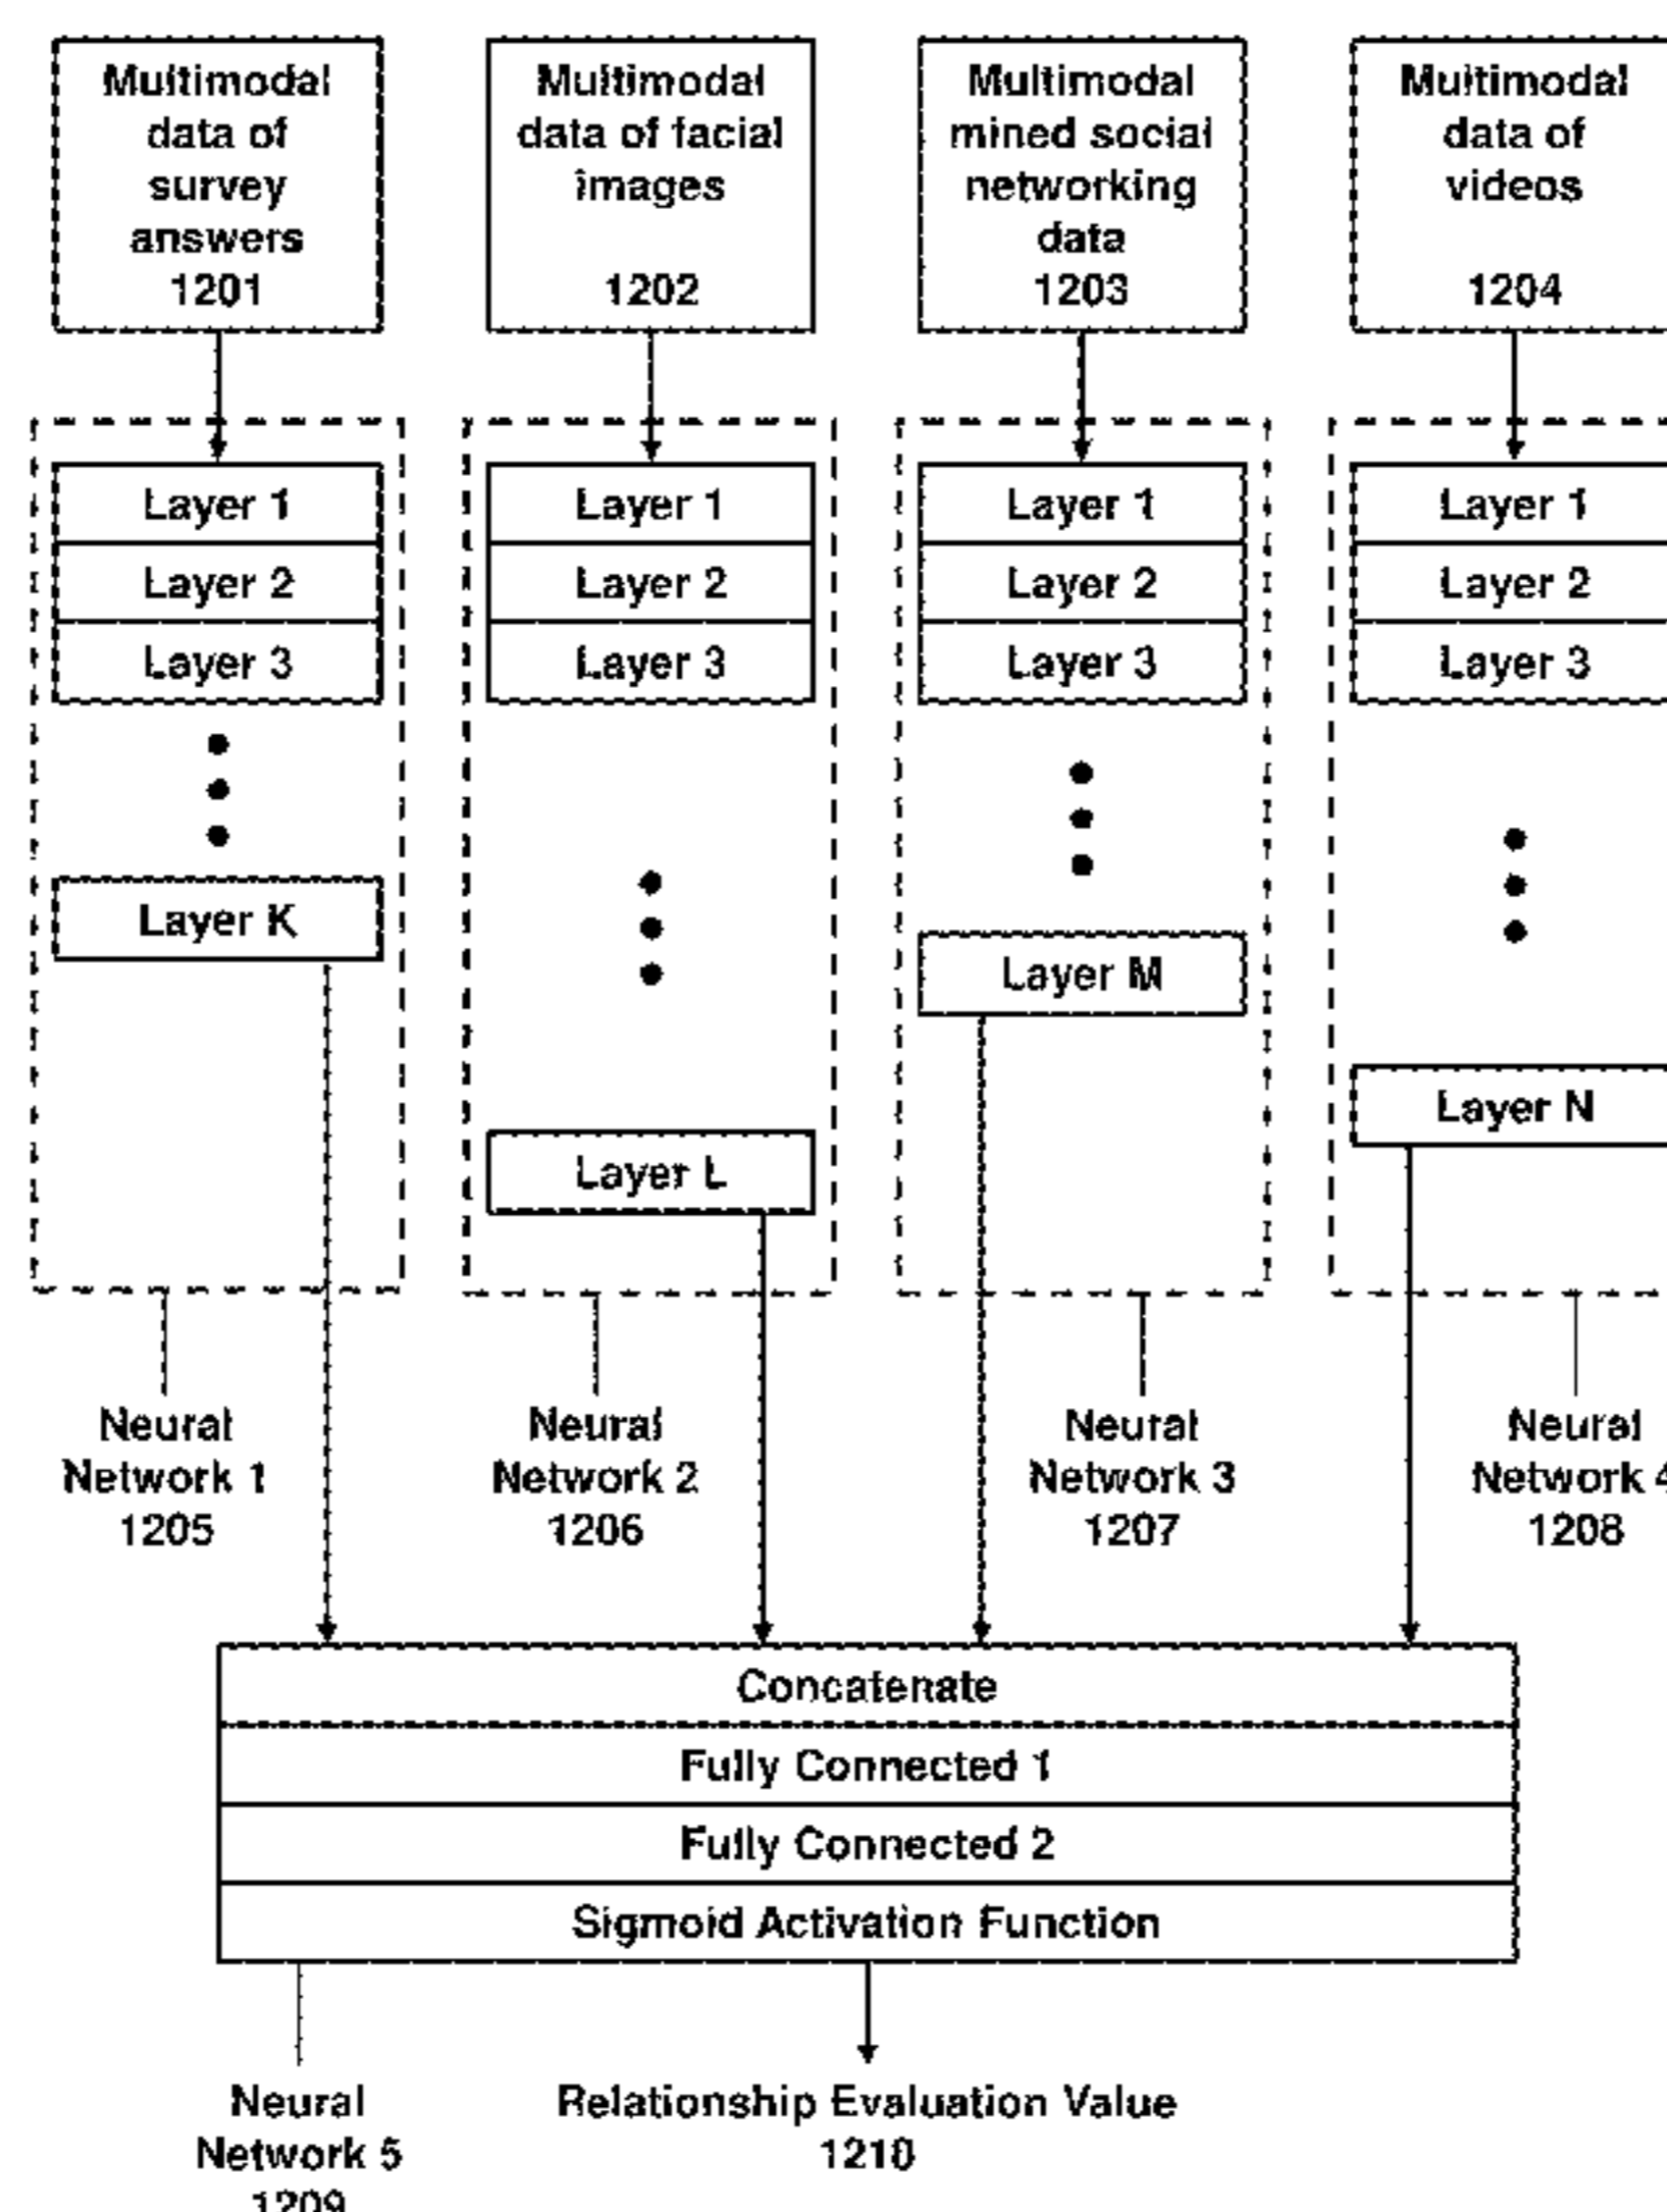 Multimodal
data of
survey
answers
1201
Multimodal
data of facial
images
1202
Multimodal
mined social
networking
data
1203
Multimodal
data of
videos
1204
Layer 1
Layer 2
Layer 3
Layer K
Layer 1
Layer 2
Layer 3
Layer L
Layer 1
Layer 2
Layer 3
Layer M
Layer 1
Layer 2
Layer 3
Layer N
Neural
Network 1
1205
Neural
Network 2
1206
Neural
Network 3
1207
Neural
Network 4
1208
Concatenate
Fully Connected 1
Fully Connected 2
Sigmoid Activation Function
Neural
Network 5
1209
Relationship Evaluation Value
1210